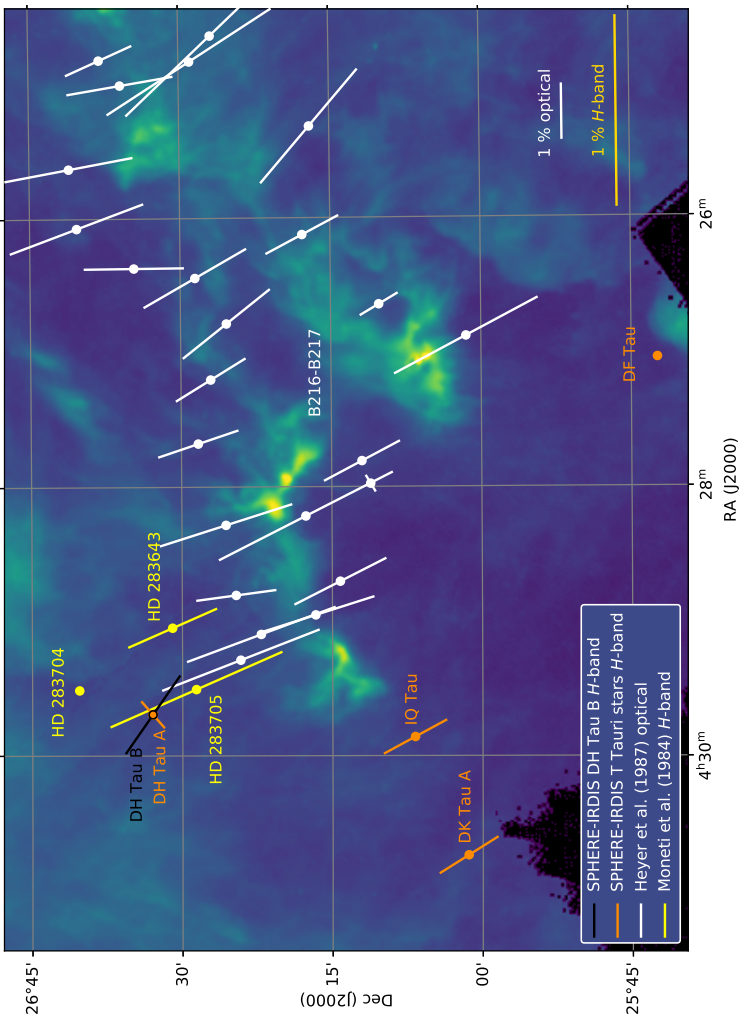 1 % optical
1 % H-band
26m
B216-B217
DF Tau
28m
RA (J2000)
HD 283643
HD 283704
HD 283705
IQ Tau
DH Tau B
DH Tau A
4h30m
DK Tau A
SPHERE-IRDIS DH Tau B H-band
SPHERE-IRDIS T Tauri stars H-band
Heyer et al. (1987) optical
Moneti et al. (1984) H-band
26°45'
30'
15'
00'
25°45'
Dec (J2000)